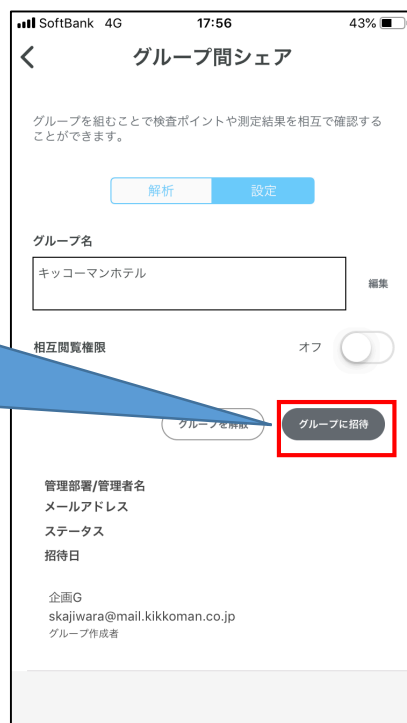 SoftBank 4G 17:56 43%
グループ間シェア
グループを組むことで検査ポイントや測定結果を相互で確認する
ことができます。
解析 設定
グループ名
キッコーマンホテル
編集
相互閲覧権限 オフ
グループを解散 グループに招待
管理部署/管理者名
メールアドレス
ステータス
招待日
企画G
skajiwara@mail.kikkoman.co.jp
グループ作成者